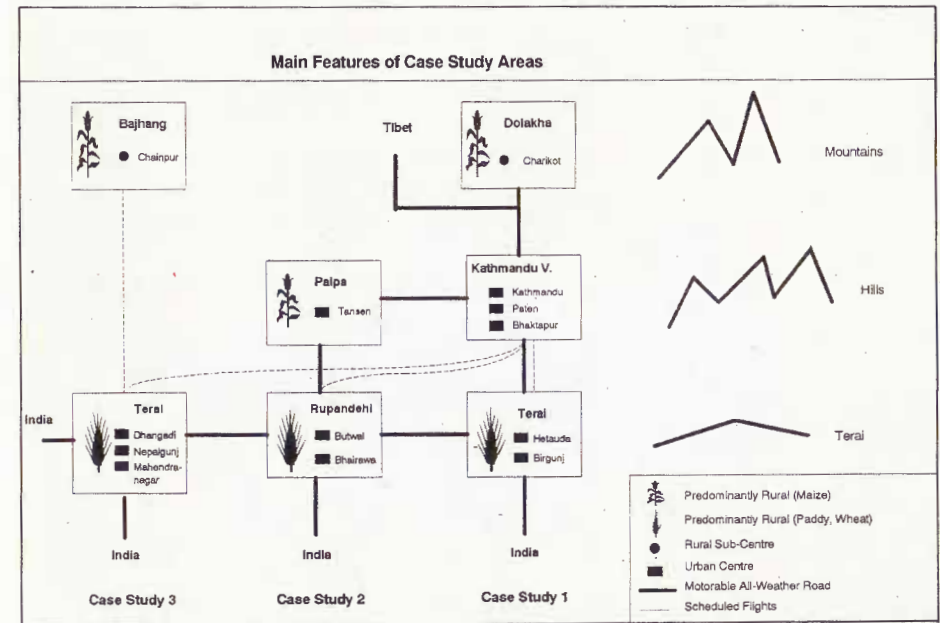 Main Features of Case Study Areas
Bajhang
Chainpur
Tibet
Dolakha
Charikot
Mountains
Palpa
Tansen
Kathmandu V.
Kathmandu
Paten
Bhaktapur
Hills
India
Terai
Dhangadi
Nepalgunj
Mahendra-
nagar
Rupandehi
Butwal
Bhairawa
Terai
Hetauda
Birgunj
Terai
India
India
India
Case Study 3
Case Study 2
Case Study 1
Predominantly Rural (Maize)
Predominantly Rural (Paddy, Wheat)
Rural Sub-Centre
Urban Centre
Motorable All-Weather Road
Scheduled Flights